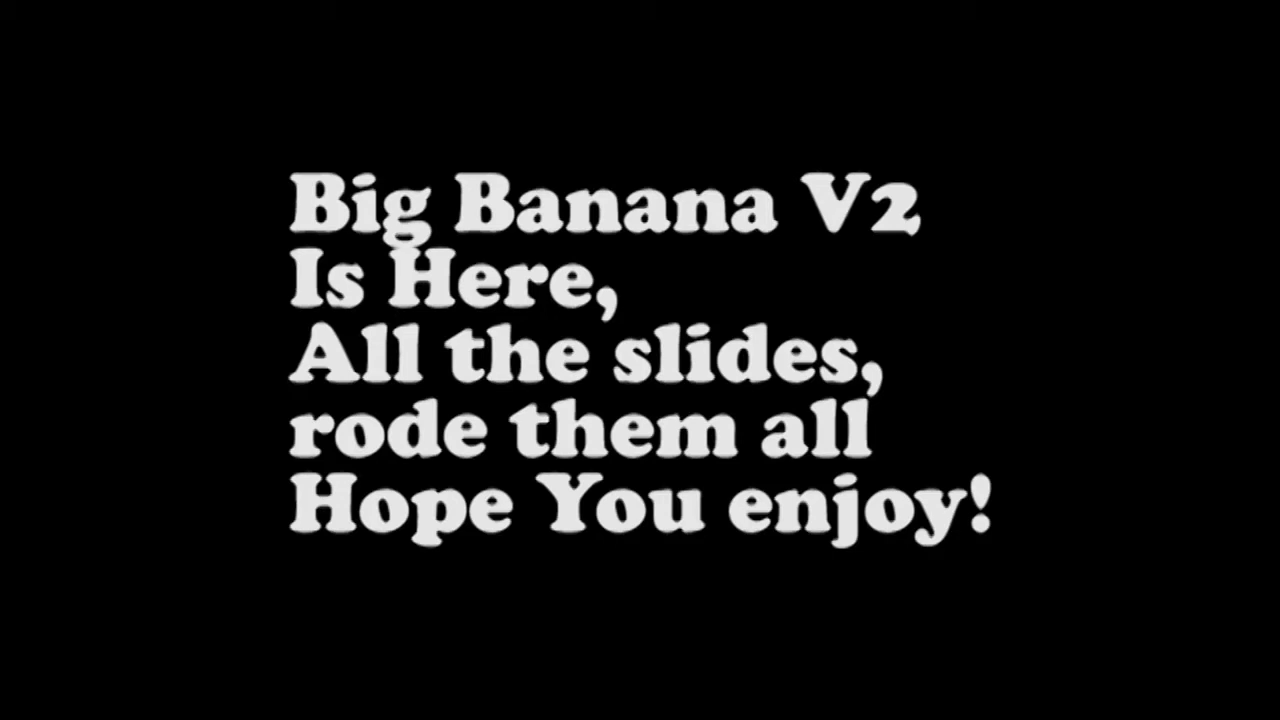 Big Banana V2
Is Here,
All the slides,
rode them all
Hope You enjoy!